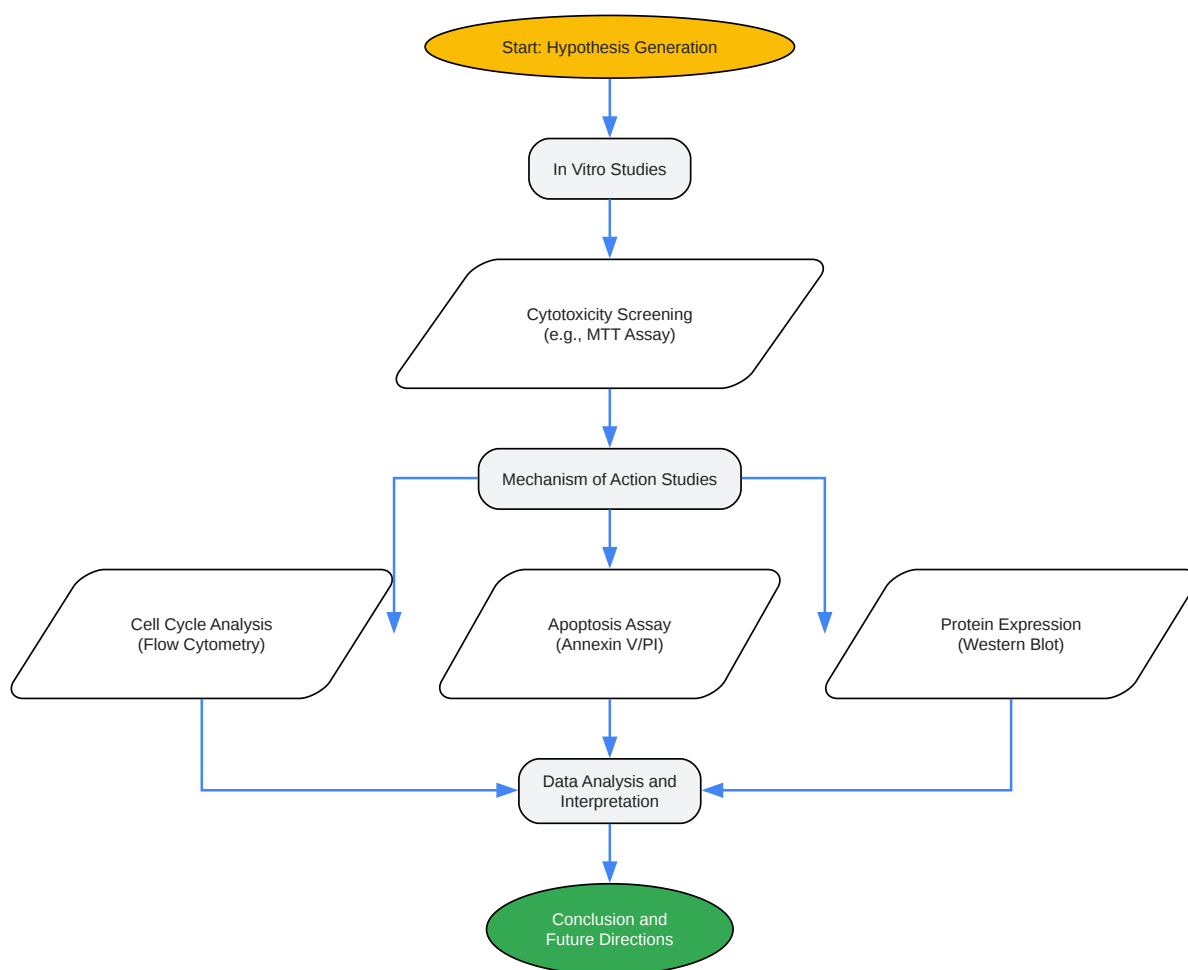 Start: Hypothesis Generation
In Vitro Studies
Cytotoxicity Screening
(e.g., MTT Assay)
Mechanism of Action Studies
Cell Cycle Analysis
(Flow Cytometry)
Apoptosis Assay
(Annexin V/PI)
Protein Expression
(Western Blot)
Data Analysis and
Interpretation
Conclusion and
Future Directions